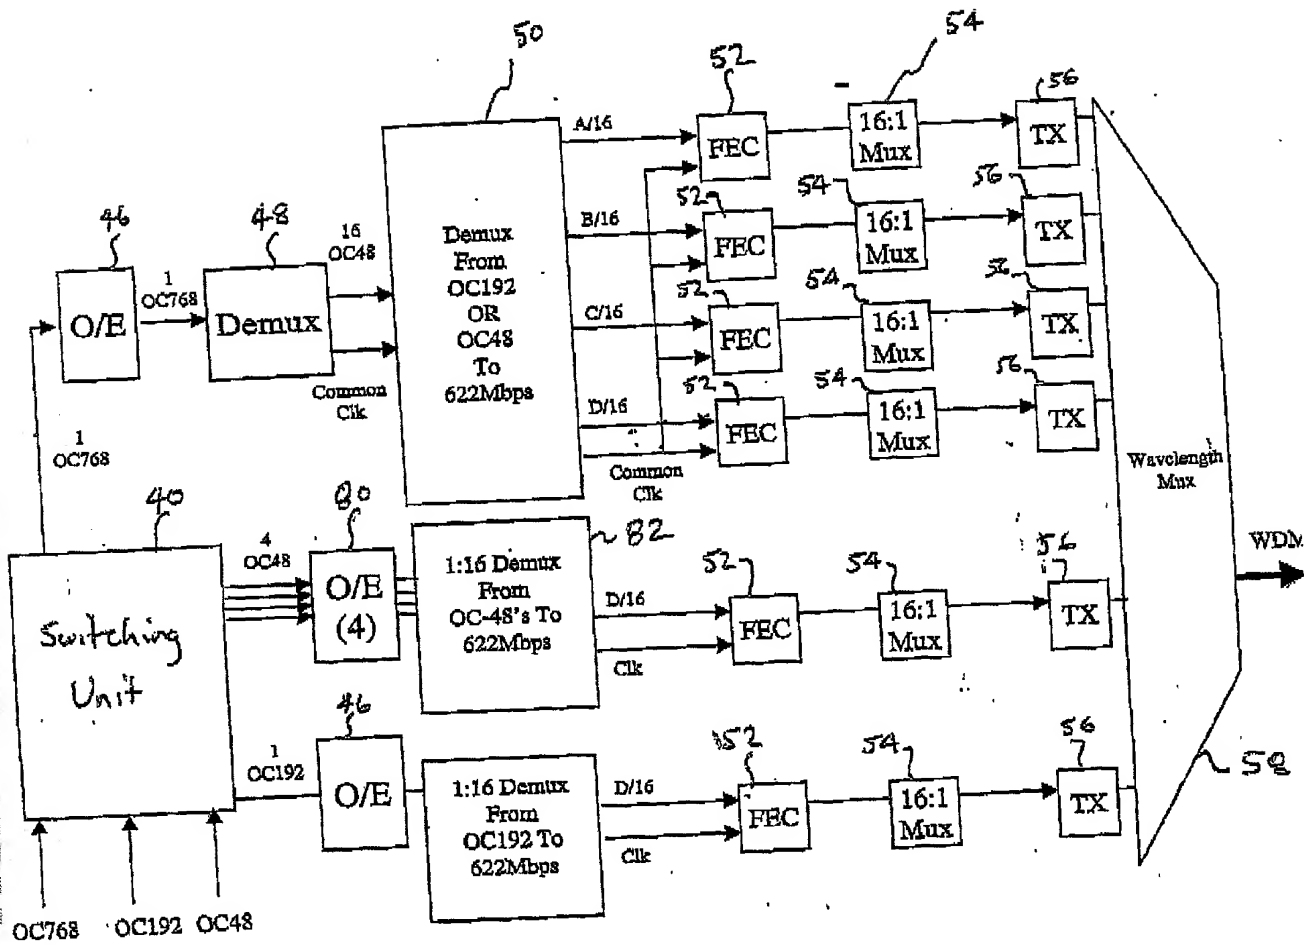 50
52
54
56
A/16
FEC
16:1
Mux
TX
46
48
16
OC48
52
54
56
B/16
FEC
16:1
Mux
TX
O/E
1
OC768
Demux
Demux
From
OC192
OR
OC48
To
622Mbps
52
54
56
C/16
FEC
16:1
Mux
TX
Common
Clk
52
54
56
D/16
FEC
16:1
Mux
TX
Common
Clk
1
OC768
Wavelength
Mux
WDM
40
80
82
4
OC48
O/E
(4)
1:16 Demux
From
OC-48's To
622Mbps
D/16
Clk
52
FEC
54
16:1
Mux
56
TX
Switching
Unit
46
1
OC192
O/E
1:16 Demux
From
OC192 To
622Mbps
D/16
Clk
52
FEC
54
16:1
Mux
56
TX
58
OC768
OC192
OC48